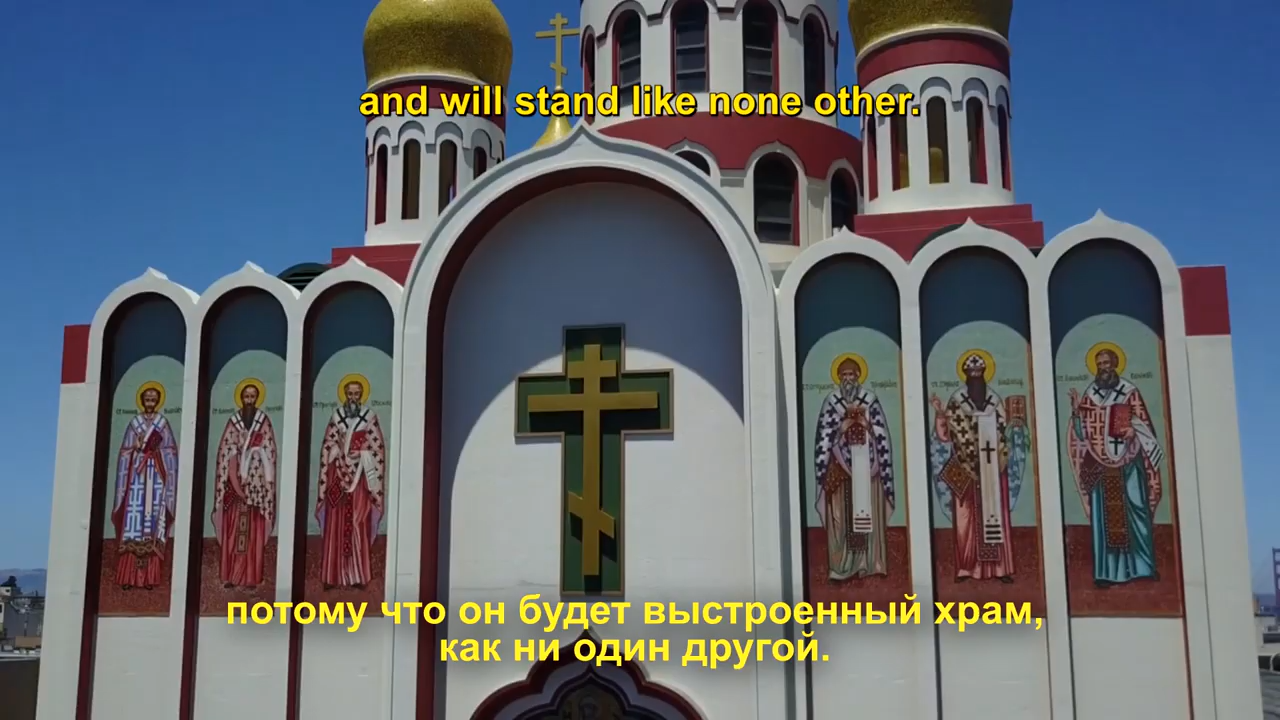 and will stand like none other.
потому что он будет выстроенный храм,
как ни один другой.